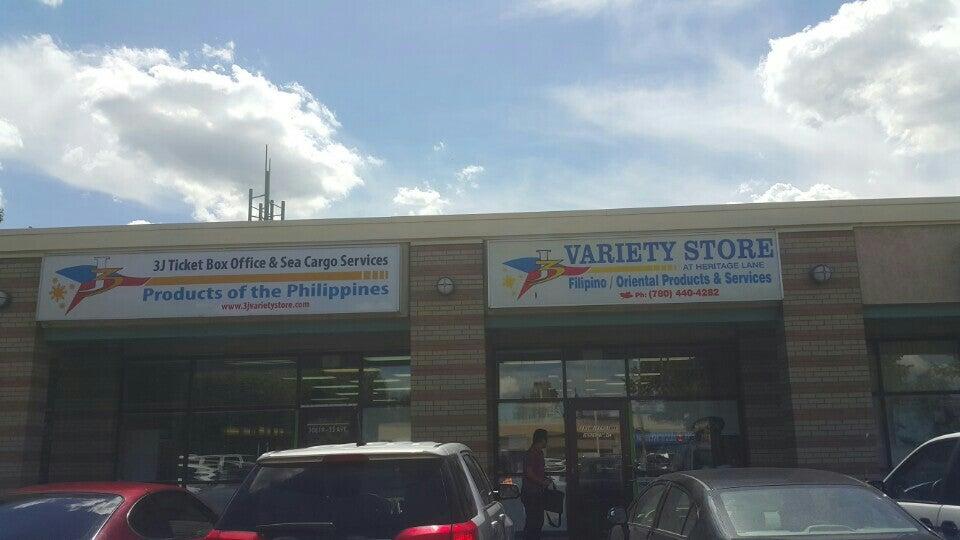 3J Ticket Box Office & Sea Cargo Services
Products of the Philippines
www.3jvarietystore.com
3J
VARIETY STORE
AT HERITAGE LANE
Filipino / Oriental Products & Services
Ph: (780) 440-4282